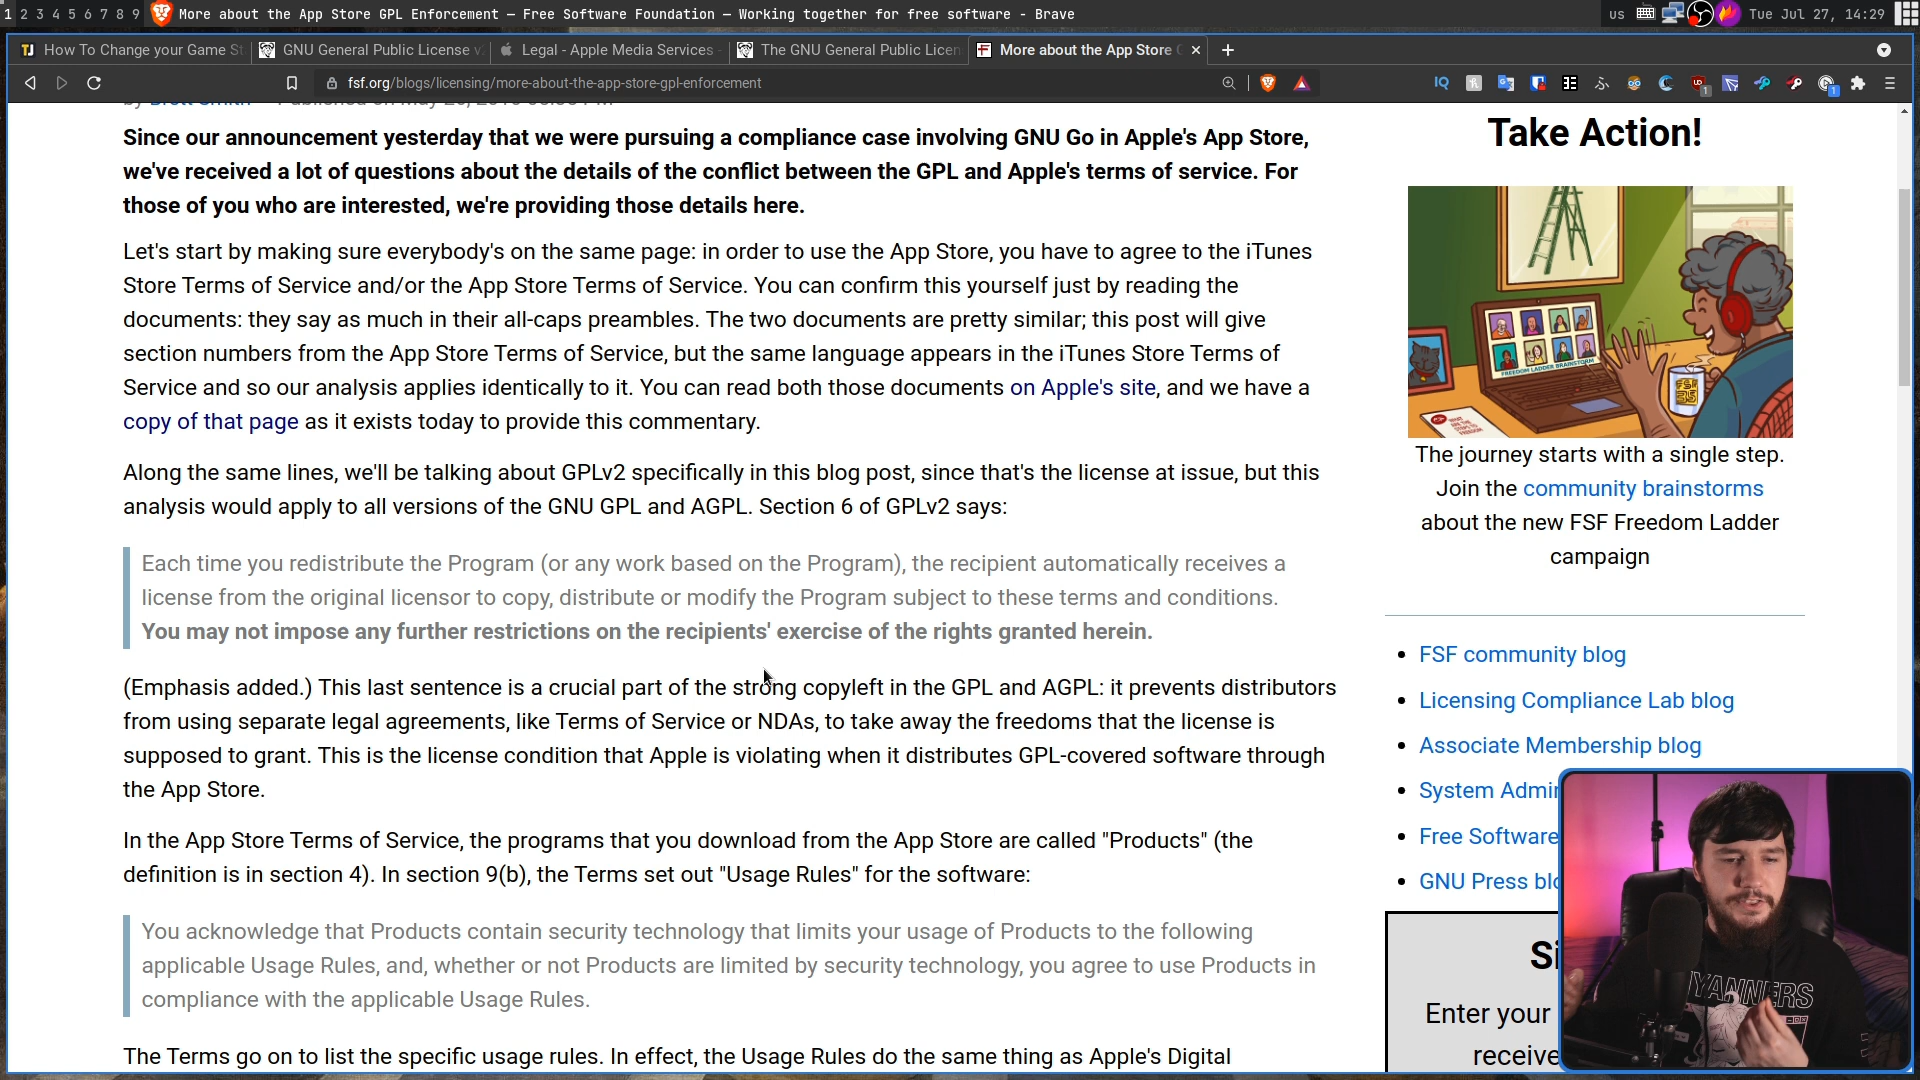 1 2 3 4 5 6 7 8 9 More about the App Store GPL Enforcement — Free Software Foundation — Working together for free software - Brave
us Tue Jul 27, 14:29
How To Change your Game St
GNU General Public License v
Legal - Apple Media Services -
The GNU General Public Licen
More about the App Store G
fsf.org/blogs/licensing/more-about-the-app-store-gpl-enforcement
by Brett Smith
Since our announcement yesterday that we were pursuing a compliance case involving GNU Go in Apple's App Store,
we've received a lot of questions about the details of the conflict between the GPL and Apple's terms of service. For
those of you who are interested, we're providing those details here.
Let's start by making sure everybody's on the same page: in order to use the App Store, you have to agree to the iTunes
Store Terms of Service and/or the App Store Terms of Service. You can confirm this yourself just by reading the
documents: they say as much in their all-caps preambles. The two documents are pretty similar; this post will give
section numbers from the App Store Terms of Service, but the same language appears in the iTunes Store Terms of
Service and so our analysis applies identically to it. You can read both those documents on Apple's site, and we have a
copy of that page as it exists today to provide this commentary.
Along the same lines, we'll be talking about GPLv2 specifically in this blog post, since that's the license at issue, but this
analysis would apply to all versions of the GNU GPL and AGPL. Section 6 of GPLv2 says:
Each time you redistribute the Program (or any work based on the Program), the recipient automatically receives a
license from the original licensor to copy, distribute or modify the Program subject to these terms and conditions.
You may not impose any further restrictions on the recipients' exercise of the rights granted herein.
(Emphasis added.) This last sentence is a crucial part of the strong copyleft in the GPL and AGPL: it prevents distributors
from using separate legal agreements, like Terms of Service or NDAs, to take away the freedoms that the license is
supposed to grant. This is the license condition that Apple is violating when it distributes GPL-covered software through
the App Store.
In the App Store Terms of Service, the programs that you download from the App Store are called "Products" (the
definition is in section 4). In section 9(b), the Terms set out "Usage Rules" for the software:
You acknowledge that Products contain security technology that limits your usage of Products to the following
applicable Usage Rules, and, whether or not Products are limited by security technology, you agree to use Products in
compliance with the applicable Usage Rules.
The Terms go on to list the specific usage rules. In effect, the Usage Rules do the same thing as Apple's Digital
Take Action!
FREEDOM LADDER BRAINSTORM
FSF
35
The journey starts with a single step.
Join the community brainstorms
about the new FSF Freedom Ladder
campaign
FSF community blog
Licensing Compliance Lab blog
Associate Membership blog
System Admin
Free Software
GNU Press blo
Si
Enter your
receive
NYANNERS